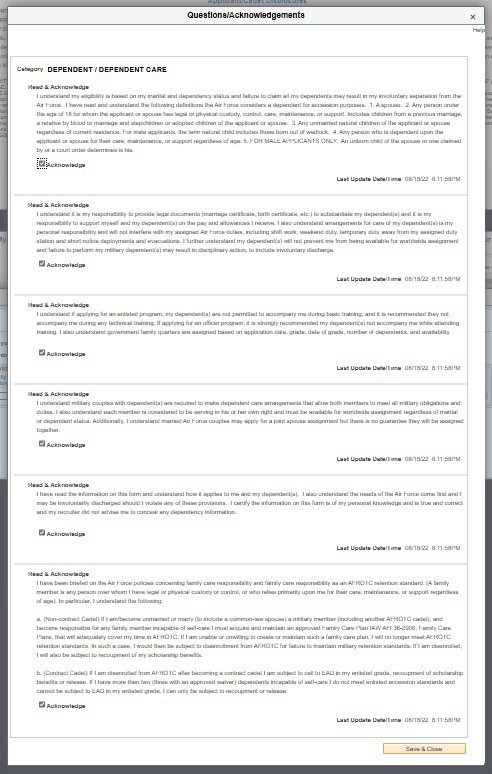 Applicant/Cadet Disclosures
Questions/Acknowledgements
×
Help
Category DEPENDENT / DEPENDENT CARE
Read & Acknowledge
I understand my eligibility is based on my marital and dependency status and failure to claim all my dependents may result in my involuntary separation from the
Air Force. I have read and understand the following definitions the Air Force considers a dependent for accession purposes. 1. A spouse. 2. Any person under
the age of 18 for whom the applicant or spouse has legal or physical custody, control, care, maintenance, or support. Includes children from a previous marriage,
a relative by blood or marriage and stepchildren or adopted children of the applicant or spouse. 3. Any unmarried natural children of the applicant or spouse
regardless of current residence. For male applicants, the term natural child includes those born out of wedlock. 4. Any person who is dependent upon the
applicant or spouse for their care, maintenance, or support regardless of age. 5. FOR MALE APPLICANTS ONLY: An unborn child of the spouse or one claimed
by or a court order determines is his.
Acknowledge
Last Update Date/Time 08/18/22 8:11:58PM
Read & Acknowledge
I understand it is my responsibility to provide legal documents (marriage certificate, birth certificate, etc.) to substantiate my dependent(s) and it is my
responsibility to support myself and my dependent(s) on the pay and allowances I receive. I also understand arrangements for care of my dependent(s) is my
personal responsibility and will not interfere with my assigned Air Force duties, including shift work, weekend duty, temporary duty away from my assigned duty
station and short notice deployments and evacuations. I further understand my dependent(s) will not prevent me from being available for worldwide assignment
and failure to perform my military dependent(s) may result in discipline action, to include involuntary discharge.
Acknowledge
Last Update Date/Time 08/18/22 8:11:58PM
Read & Acknowledge
I understand if applying for an enlisted program, my dependent(s) are not permitted to accompany me during basic training, and it is recommended they not
accompany me during any technical training. If applying for an officer program, it is strongly recommended my dependent(s) not accompany me while attending
training. I also understand government family quarters are assigned based on application date, grade, date of grade, number of dependents, and availability.
Acknowledge
Last Update Date/Time 08/18/22 8:11:58PM
Read & Acknowledge
I understand military couples with dependent(s) are required to make dependent care arrangements that allow both members to meet all military obligations and
duties. I also understand each member is considered to be serving in his or her own right and must be available for worldwide assignment regardless of marital
or dependent status. Additionally, I understand married Air Force couples may apply for a joint spouse assignment but there is no guarantee they will be assigned
together.
Acknowledge
Last Update Date/Time 08/18/22 8:11:58PM
Read & Acknowledge
I have read the information on this form and understand how it applies to me and my dependent(s). I also understand the needs of the Air Force come first and I
may be involuntarily discharged should I violate any of these provisions. I certify the information on this form is of my personal knowledge and is true and correct
and my recruiter did not advise me to conceal any dependency information.
Acknowledge
Last Update Date/Time 08/18/22 8:11:58PM
Read & Acknowledge
I have been briefed on the Air Force policies concerning family care responsibility and family care responsibility as an AFROTC retention standard. (A family
member is any person over whom I have legal or physical custody or control, or who relies primarily upon me for their care, maintenance, or support regardless
of age). In particular, I understand the following:
a. (Non-contract Cadet) If I am/become unmarried or marry (to include a common-law spouse) a military member (including another AFROTC cadet), and
become responsible for any family member incapable of self-care I must acquire and maintain an approved Family Care Plan IAW AFI 36-2908, Family Care
Plans, that will adequately cover my time in AFROTC. If I am unable or unwilling to create or maintain such a family care plan, I will no longer meet AFROTC
retention standards. In such a case, I would then be subject to disenrollment from AFROTC for failure to maintain military retention standards. If I am disenrolled,
I will also be subject to recoupment of my scholarship benefits.
b. (Contract Cadet) If I am disenrolled from AFROTC after becoming a contract cadet I am subject to call to EAD in my enlisted grade, recoupment of scholarship
benefits or release. If I have more than two (three with an approved waiver) dependents incapable of self-care I do not meet enlisted accession standards and
cannot be subject to EAD in my enlisted grade. I can only be subject to recoupment or release.
Acknowledge
Last Update Date/Time 08/18/22 8:11:58PM
Save & Close